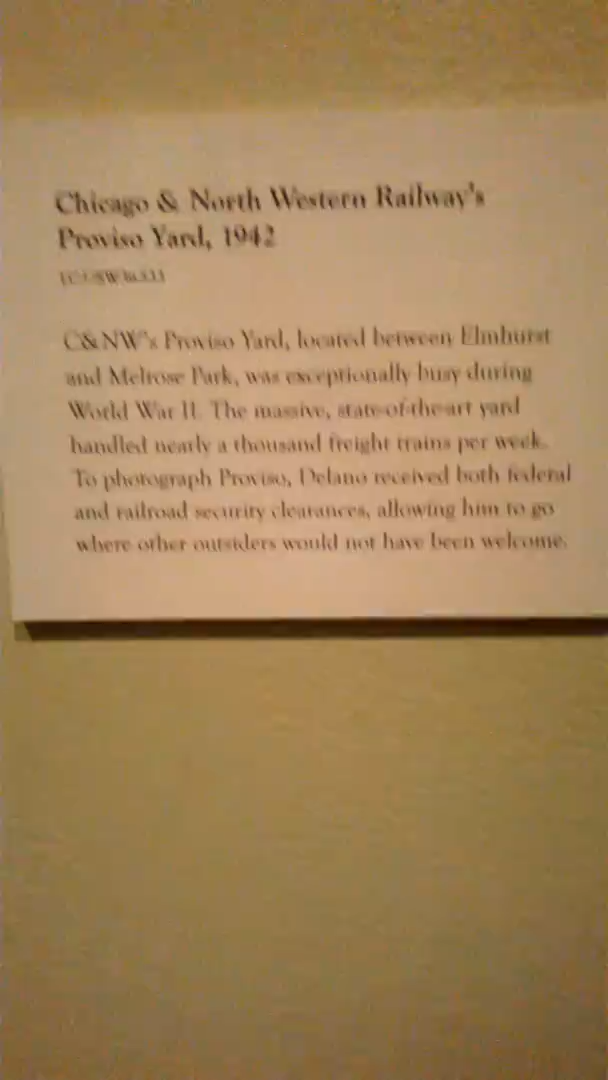 Chicago & North Western Railway's
Proviso Yard, 1942
C&NW's Proviso Yard, located between Elmhurst
and Melrose Park, was exceptionally busy during
World War II. The massive, state-of-the-art yard
handled nearly a thousand freight trains per week.
To photograph Proviso, Delano received both federal
and railroad security clearances, allowing him to go
where other outsiders would not have been welcome.